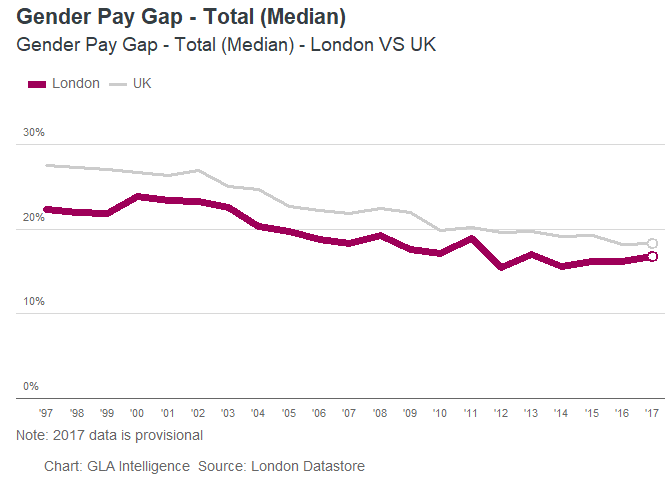 Gender Pay Gap - Total (Median)
Gender Pay Gap - Total (Median) - London VS UK
London UK
30%
20%
10%
0%
'97 '98 '99 '00 '01 '02 '03 '04 '05 '06 '07 '08 '09 '10 '11 '12 '13 '14 '15 '16 '17
Note: 2017 data is provisional
Chart: GLA Intelligence Source: London Datastore